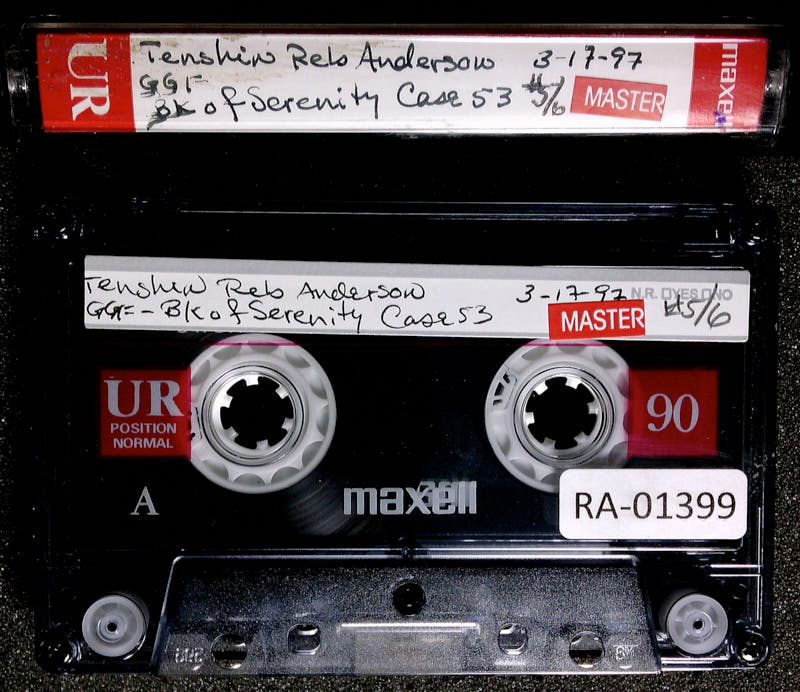 UR
Tenshin Reb Anderson 3-17-97
GGF
BK of Serenity Case 53 #5/6
MASTER
maxell
Tenshin Reb Anderson 3-17-97 N.R. □YES□NO
GGF - BK of Serenity Case 53 MASTER #5/6
UR
POSITION
NORMAL
90
A
maxell
RA-01399